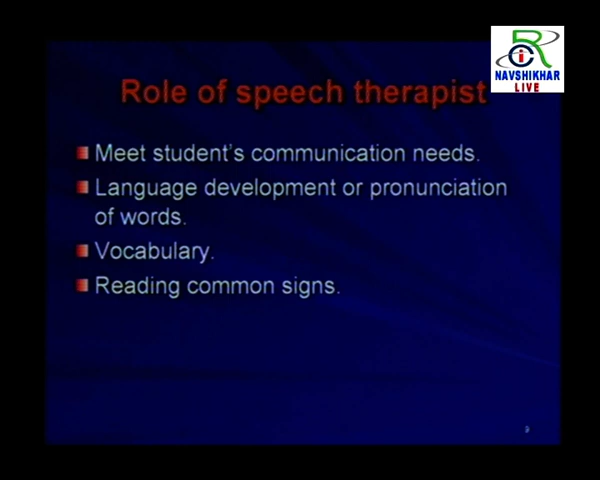 NAVSHIKHAR
LIVE
Role of speech therapist
Meet student's communication needs.
Language development or pronunciation
of words.
Vocabulary.
Reading common signs.
9